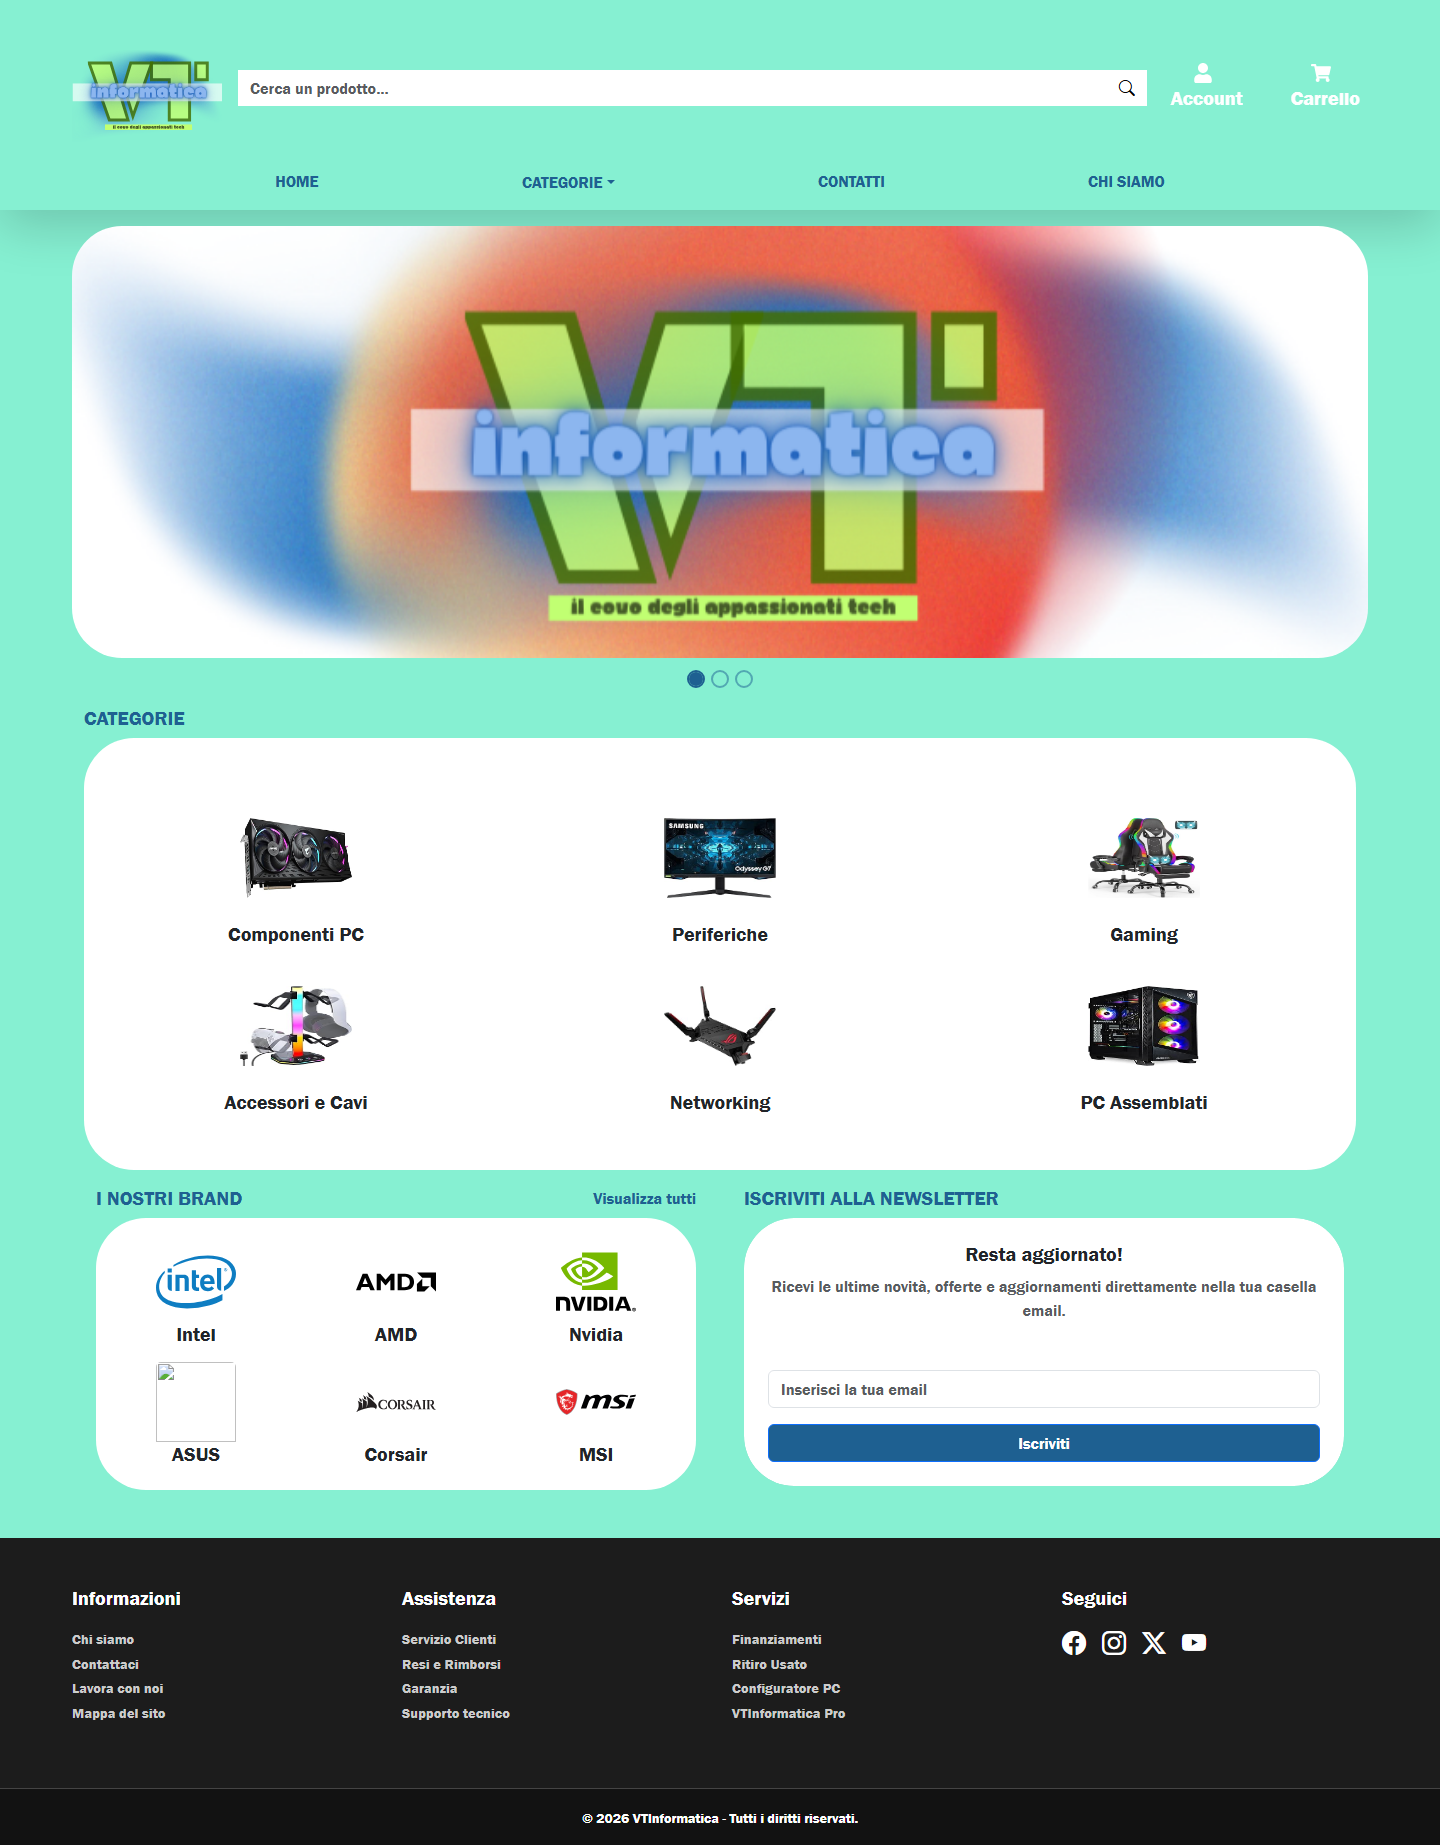 VTi
informatica
il covo degli appassionati tech
Cerca un prodotto...
Account
Carrello
HOME
CATEGORIE
CONTATTI
CHI SIAMO
VTi
informatica
il covo degli appassionati tech
CATEGORIE
SAMSUNG
Odyssey G7
Componenti PC
Periferiche
Gaming
Accessori e Cavi
Networking
PC Assemblati
I NOSTRI BRAND
Visualizza tutti
intel
AMD
NVIDIA.
Intel
AMD
Nvidia
CORSAIR
msi
ASUS
Corsair
MSI
ISCRIVITI ALLA NEWSLETTER
Resta aggiornato!
Ricevi le ultime novità, offerte e aggiornamenti direttamente nella tua casella
email.
Inserisci la tua email
Iscriviti
Informazioni
Chi siamo
Contattaci
Lavora con noi
Mappa del sito
Assistenza
Servizio Clienti
Resi e Rimborsi
Garanzia
Supporto tecnico
Servizi
Finanziamenti
Ritiro Usato
Configuratore PC
VTInformatica Pro
Seguici
© 2026 VTInformatica - Tutti i diritti riservati.